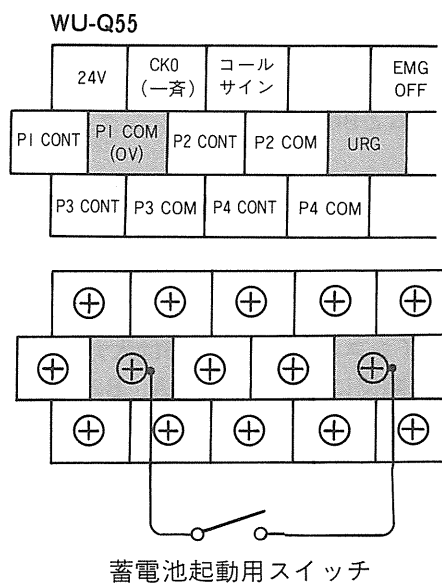 WU-Q55
24V
CK0
(一斉)
コール
サイン
EMG
OFF
P1 CONT
P1 COM
(0V)
P2 CONT
P2 COM
URG
P3 CONT
P3 COM
P4 CONT
P4 COM
蓄電池起動用スイッチ